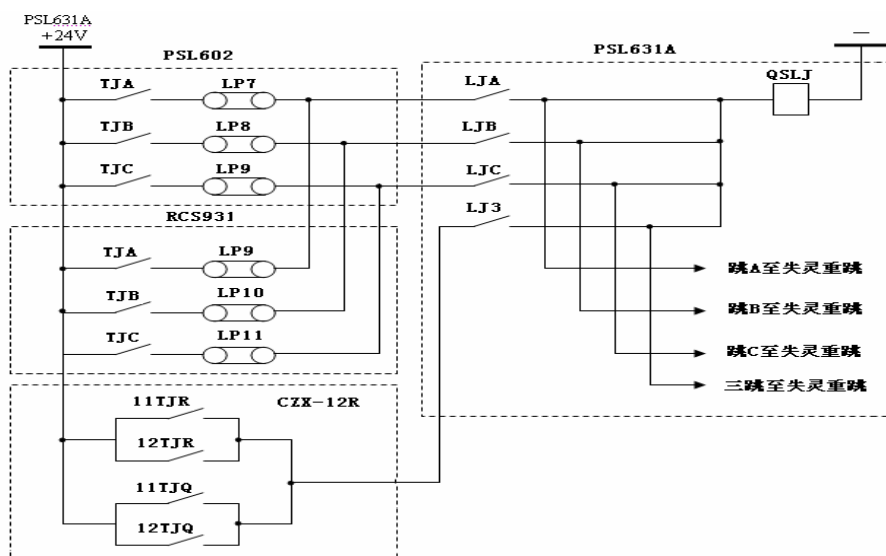 PSL631A
+24V
PSL602
PSL631A
—
TJA
LP7
LJA
QSLJ
TJB
LP8
LJB
TJC
LP9
LJC
RCS931
LJ3
TJA
LP9
跳A至失灵重跳
TJB
LP10
跳B至失灵重跳
TJC
LP11
跳C至失灵重跳
三跳至失灵重跳
11TJR
CZX-12R
12TJR
11TJQ
12TJQ